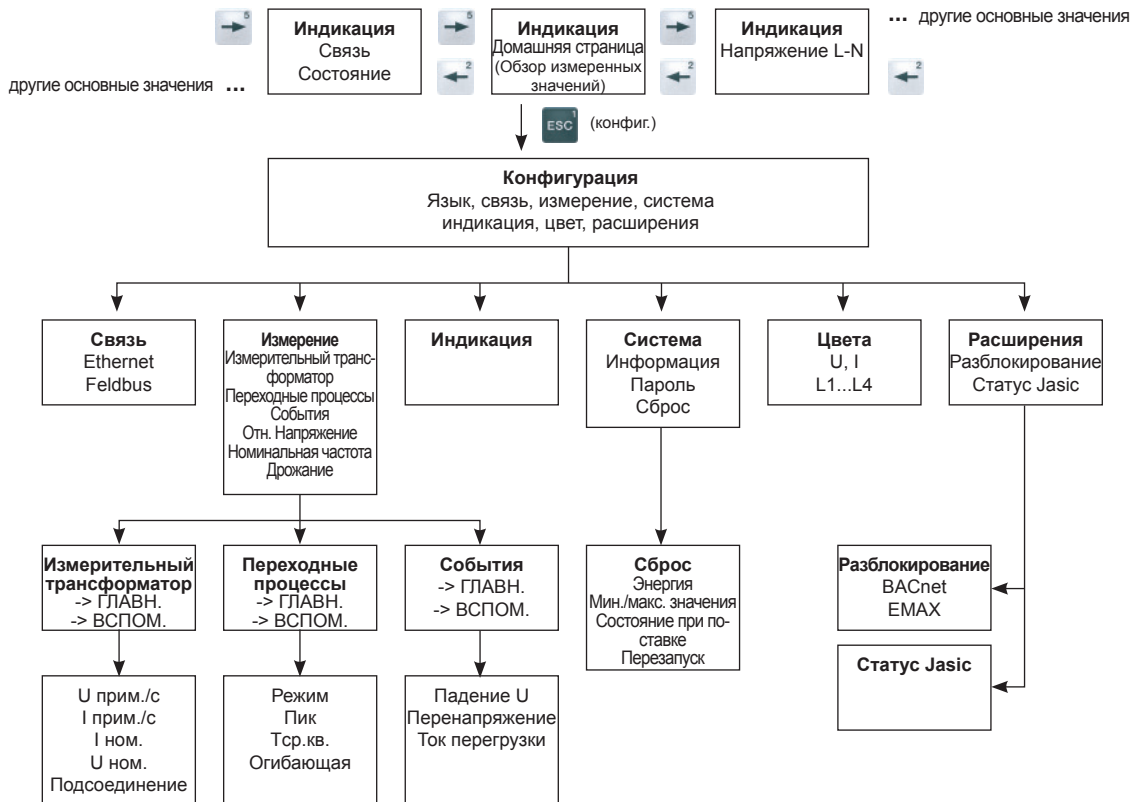 5
Индикация
Связь
Состояние
5
2
Индикация
Домашняя страница
(Обзор измеренных
значений)
5
2
Индикация
Напряжение L-N
... другие основные значения
2
другие основные значения ...
ESC 1
(конфиг.)
Конфигурация
Язык, связь, измерение, система
индикация, цвет, расширения
Связь
Ethernet
Feldbus
Измерение
Измерительный транс-
форматор
Переходные процессы
События
Отн. Напряжение
Номинальная частота
Дрожание
Индикация
Система
Информация
Пароль
Сброс
Цвета
U, I
L1...L4
Расширения
Разблокирование
Статус Jasic
Измерительный
трансформатор
-> ГЛАВН.
-> ВСПОМ.
Переходные
процессы
-> ГЛАВН.
-> ВСПОМ.
События
-> ГЛАВН.
-> ВСПОМ.
Сброс
Энергия
Мин./макс. значения
Состояние при по-
ставке
Перезапуск
Разблокирование
BACnet
EMAX
Статус Jasic
U прим./с
I прим./с
I ном.
U ном.
Подсоединение
Режим
Пик
Тср.кв.
Огибающая
Падение U
Перенапряжение
Ток перегрузки